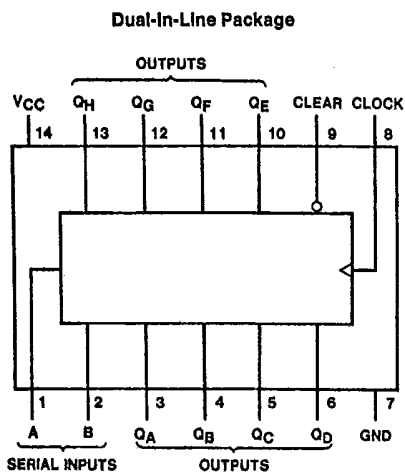 Dual-In-Line Package
OUTPUTS
VCC QH QG QF QE CLEAR CLOCK
14 13 12 11 10 9 8
1 2 3 4 5 6 7
A B QA QB QC QD GND
SERIAL INPUTS OUTPUTS